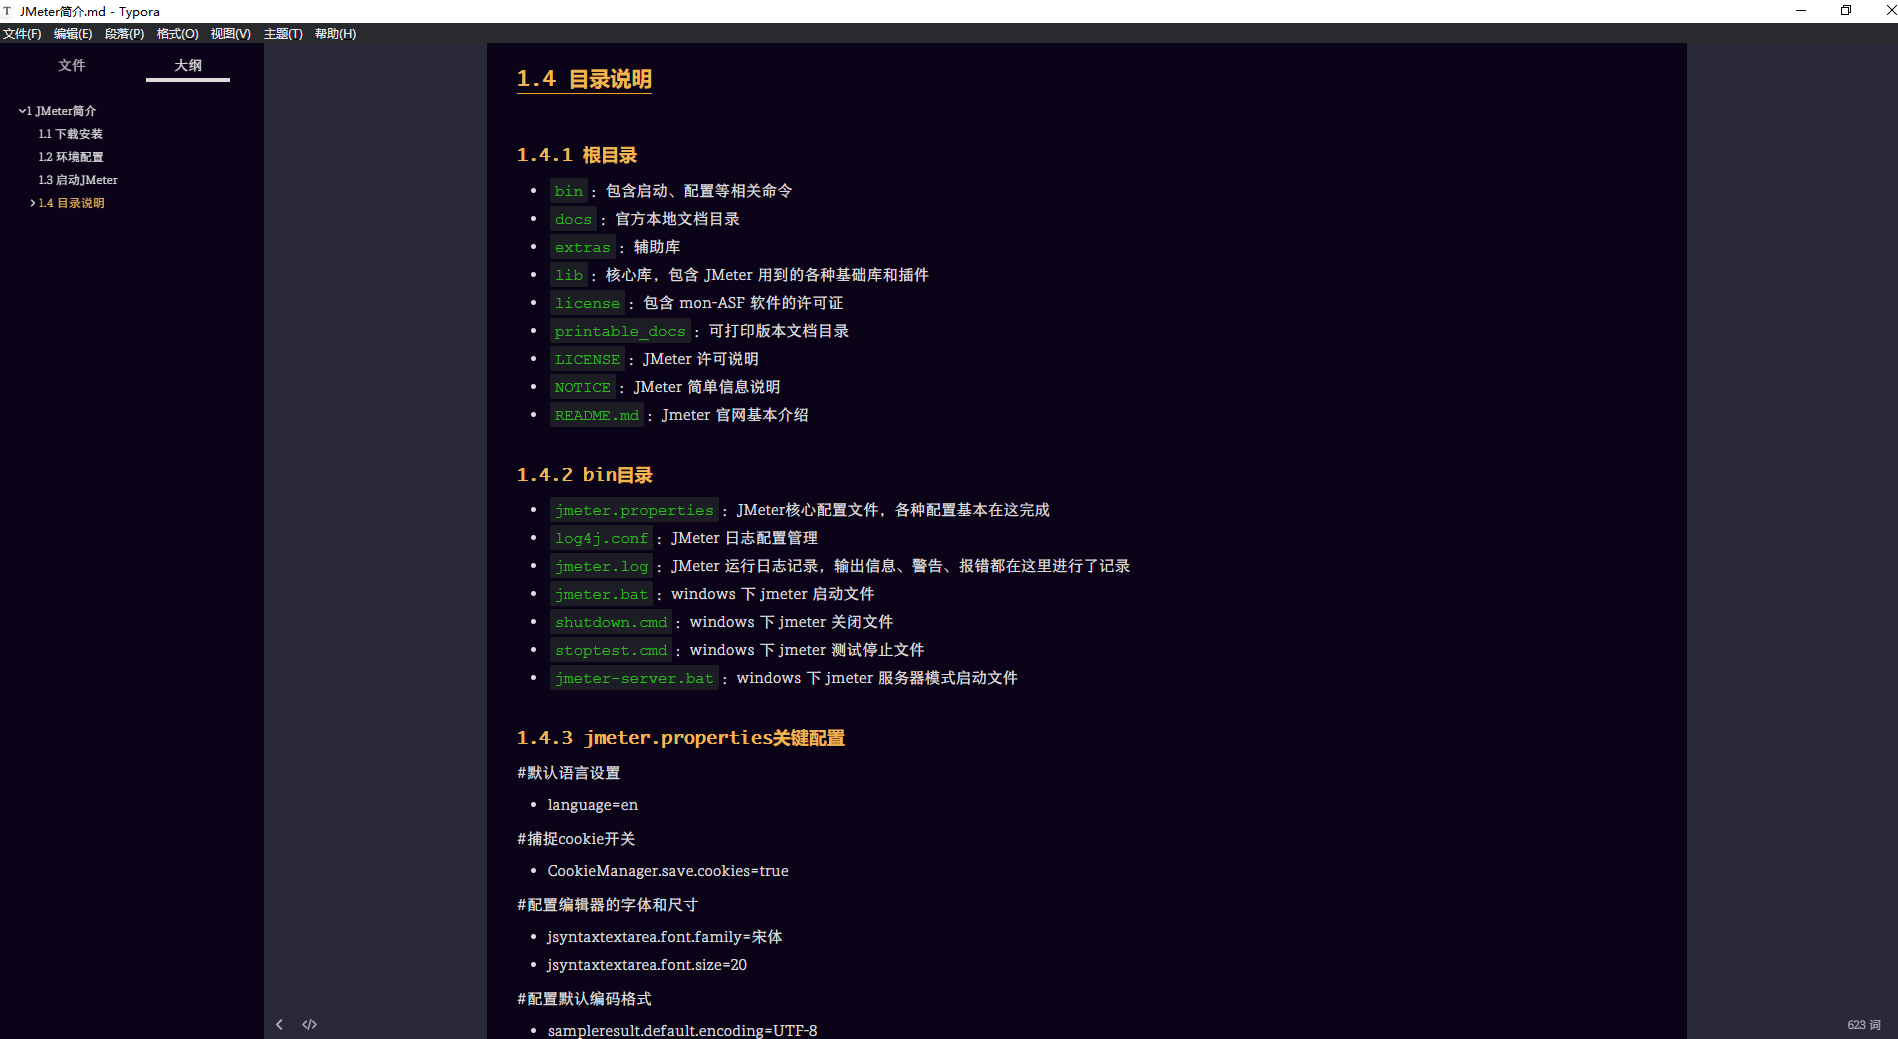 JMeter简介.md - Typora
文件(F) 编辑(E) 段落(P) 格式(O) 视图(V) 主题(T) 帮助(H)
文件 大纲
1 JMeter简介
1.1 下载安装
1.2 环境配置
1.3 启动JMeter
1.4 目录说明
1.4 目录说明
1.4.1 根目录
bin ：包含启动、配置等相关命令
docs ：官方本地文档目录
extras ：辅助库
lib ：核心库，包含 JMeter 用到的各种基础库和插件
license ：包含 mon-ASF 软件的许可证
printable_docs ：可打印版本文档目录
LICENSE ：JMeter 许可说明
NOTICE ：JMeter 简单信息说明
README.md ：Jmeter 官网基本介绍
1.4.2 bin目录
jmeter.properties ：JMeter核心配置文件，各种配置基本在这完成
log4j.conf ：JMeter 日志配置管理
jmeter.log ：JMeter 运行日志记录，输出信息、警告、报错都在这里进行了记录
jmeter.bat ：windows 下 jmeter 启动文件
shutdown.cmd ：windows 下 jmeter 关闭文件
stoptest.cmd ：windows 下 jmeter 测试停止文件
jmeter-server.bat ：windows 下 jmeter 服务器模式启动文件
1.4.3 jmeter.properties关键配置
#默认语言设置
language=en
#捕捉cookie开关
CookieManager.save.cookies=true
#配置编辑器的字体和尺寸
jsyntaxtextarea.font.family=宋体
jsyntaxtextarea.font.size=20
#配置默认编码格式
sampleresult.default.encoding=UTF-8
623 词